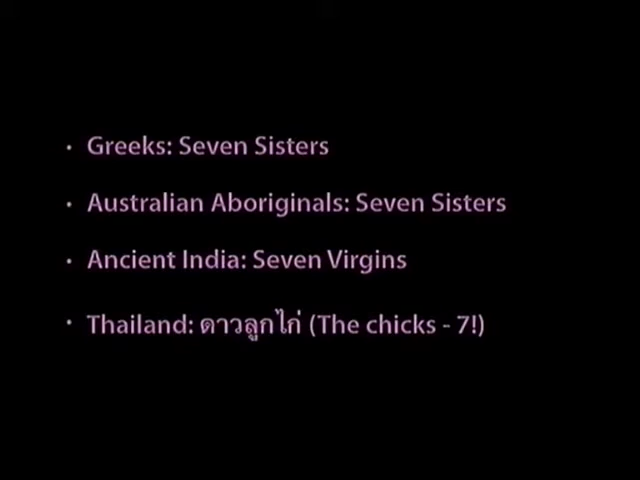 • Greeks: Seven Sisters
• Australian Aboriginals: Seven Sisters
• Ancient India: Seven Virgins
• Thailand: ดาวลูกไก่ (The chicks - 7!)